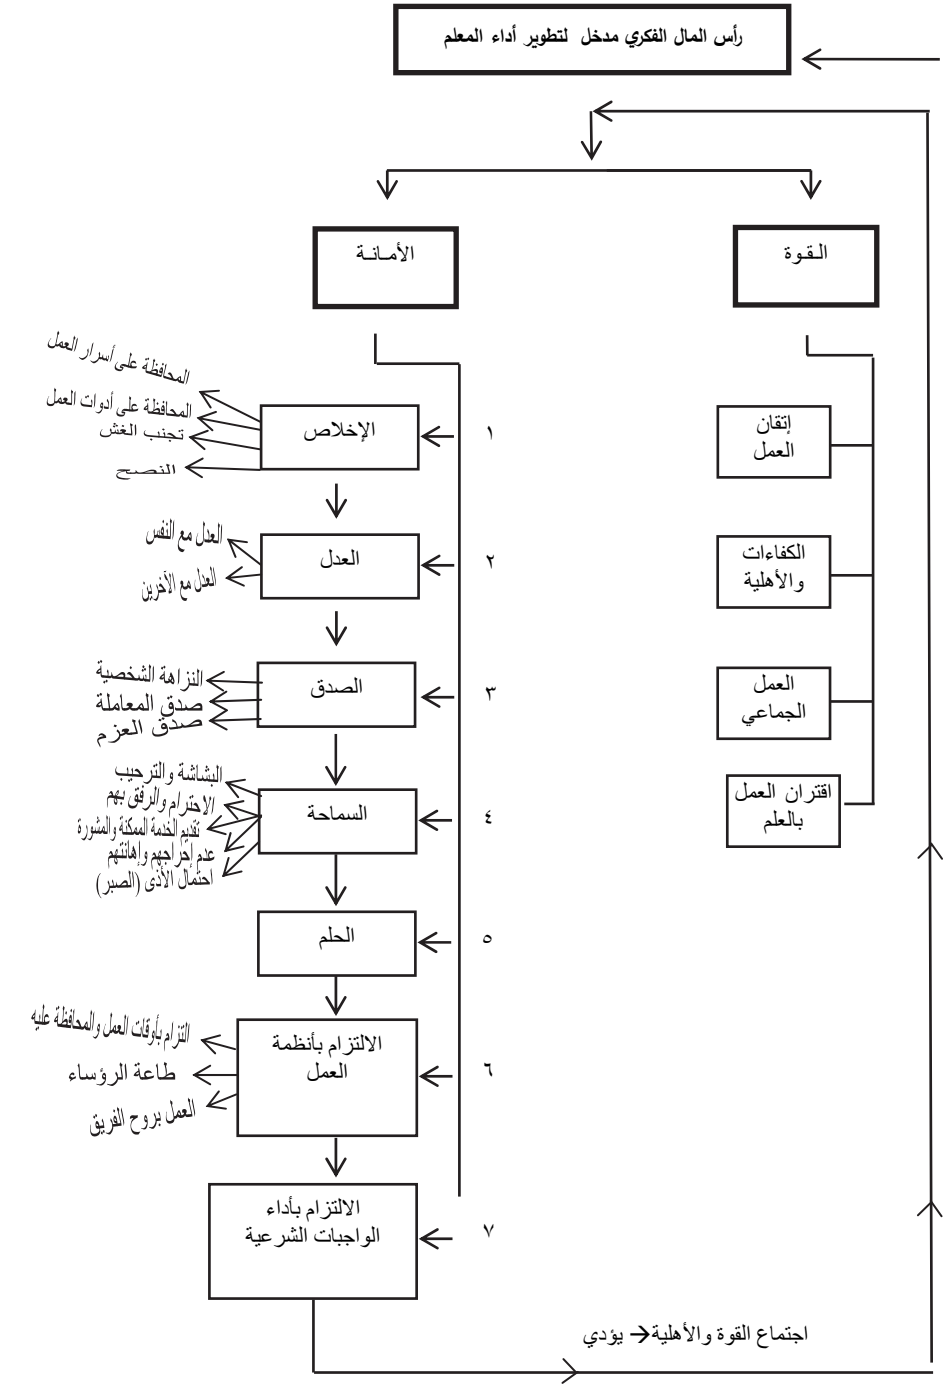 رأس المال الفكري مدخل لتطوير أداء المعلم
القوة
الأمانة
إتقان
العمل
الكفاءات
والأهلية
العمل
الجماعي
اقتران العمل
بالعلم
١
الإخلاص
المحافظة على أسرار العمل
المحافظة على أدوات العمل
تجنب الغش
النصح
٢
العدل
العدل مع النفس
العدل مع الآخرين
٣
الصدق
النزاهة الشخصية
صدق المعاملة
صدق العزم
٤
السماحة
البشاشة والترحيب
الاحترام والرفق بهم
تقديم الخدمة الممكنة والمشورة
عدم إحراجهم وإهانتهم
احتمال الأذى (الصبر)
٥
الحلم
٦
الالتزام بأنظمة
العمل
التزام بأوقات العمل والمحافظة عليه
طاعة الرؤساء
العمل بروح الفريق
٧
الالتزام بأداء
الواجبات الشرعية
اجتماع القوة والأهلية→ يؤدي